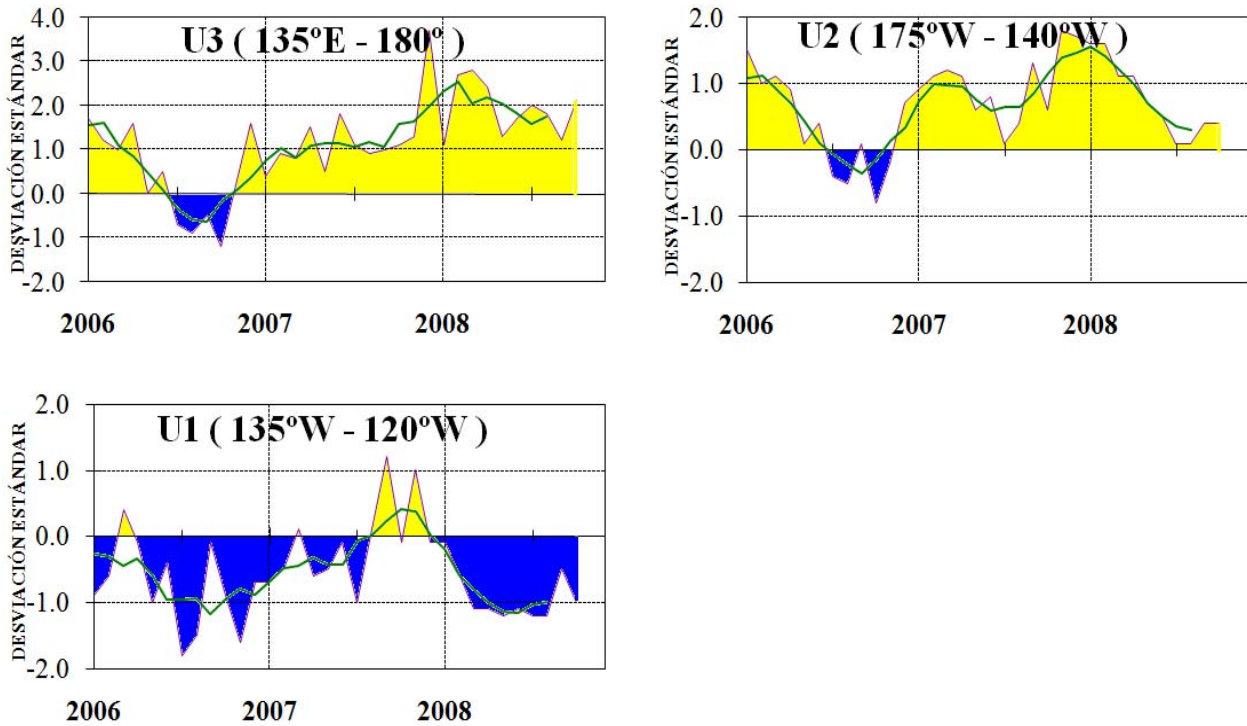 U3 ( 135ºE - 180º )
DESVIACIÓN ESTÁNDAR
4.0
3.0
2.0
1.0
0.0
-1.0
-2.0
2006 2007 2008
U2 ( 175ºW - 140ºW )
DESVIACIÓN ESTÁNDAR
2.0
1.0
0.0
-1.0
-2.0
2006 2007 2008
U1 ( 135ºW - 120ºW )
DESVIACIÓN ESTÁNDAR
2.0
1.0
0.0
-1.0
-2.0
2006 2007 2008